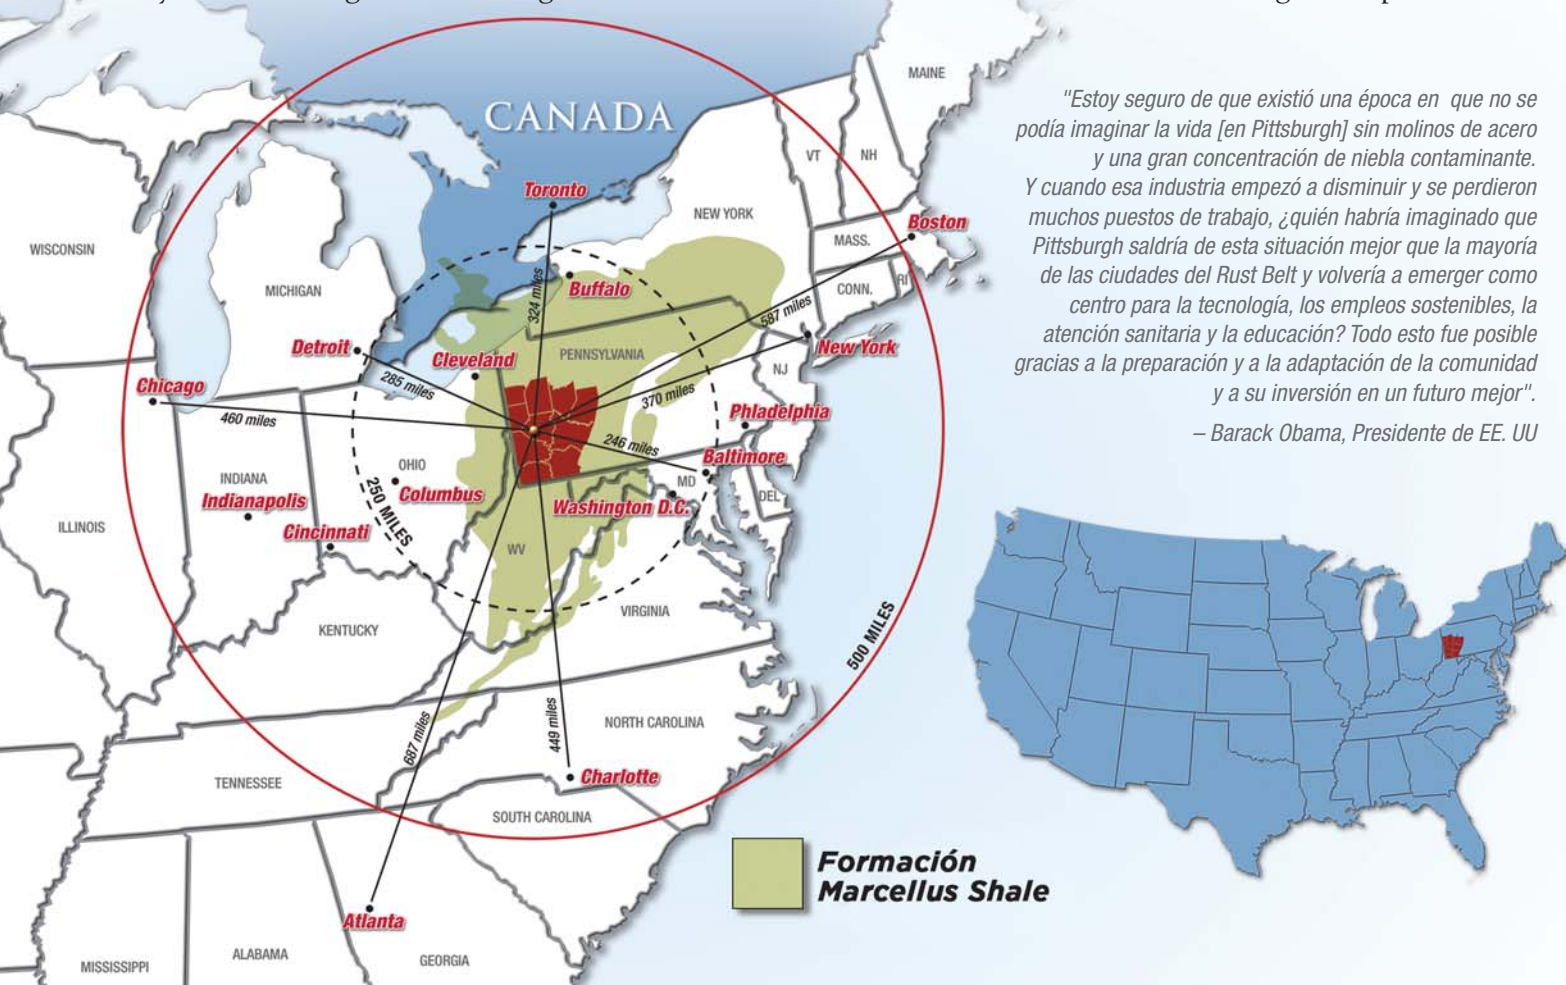 CANADA
MAINE
VT
NH
Toronto
NEW YORK
Boston
MASS.
WISCONSIN
CONN.
RI
MICHIGAN
Buffalo
324 miles
587 miles
Detroit
Cleveland
PENNSYLVANIA
New York
NJ
Chicago
285 miles
370 miles
460 miles
Phladelphia
246 miles
Baltimore
OHIO
INDIANA
Columbus
MD
Indianapolis
250 MILES
Washington D.C.
DEL
ILLINOIS
Cincinnati
WV
VIRGINIA
KENTUCKY
500 MILES
687 miles
449 miles
NORTH CAROLINA
Charlotte
TENNESSEE
SOUTH CAROLINA
Atlanta
ALABAMA
GEORGIA
MISSISSIPPI
"Estoy seguro de que existió una época en que no se
podía imaginar la vida [en Pittsburgh] sin molinos de acero
y una gran concentración de niebla contaminante.
Y cuando esa industria empezó a disminuir y se perdieron
muchos puestos de trabajo, ¿quién habría imaginado que
Pittsburgh saldría de esta situación mejor que la mayoría
de las ciudades del Rust Belt y volvería a emerger como
centro para la tecnología, los empleos sostenibles, la
atención sanitaria y la educación? Todo esto fue posible
gracias a la preparación y a la adaptación de la comunidad
y a su inversión en un futuro mejor".
– Barack Obama, Presidente de EE. UU
Formación
Marcellus Shale